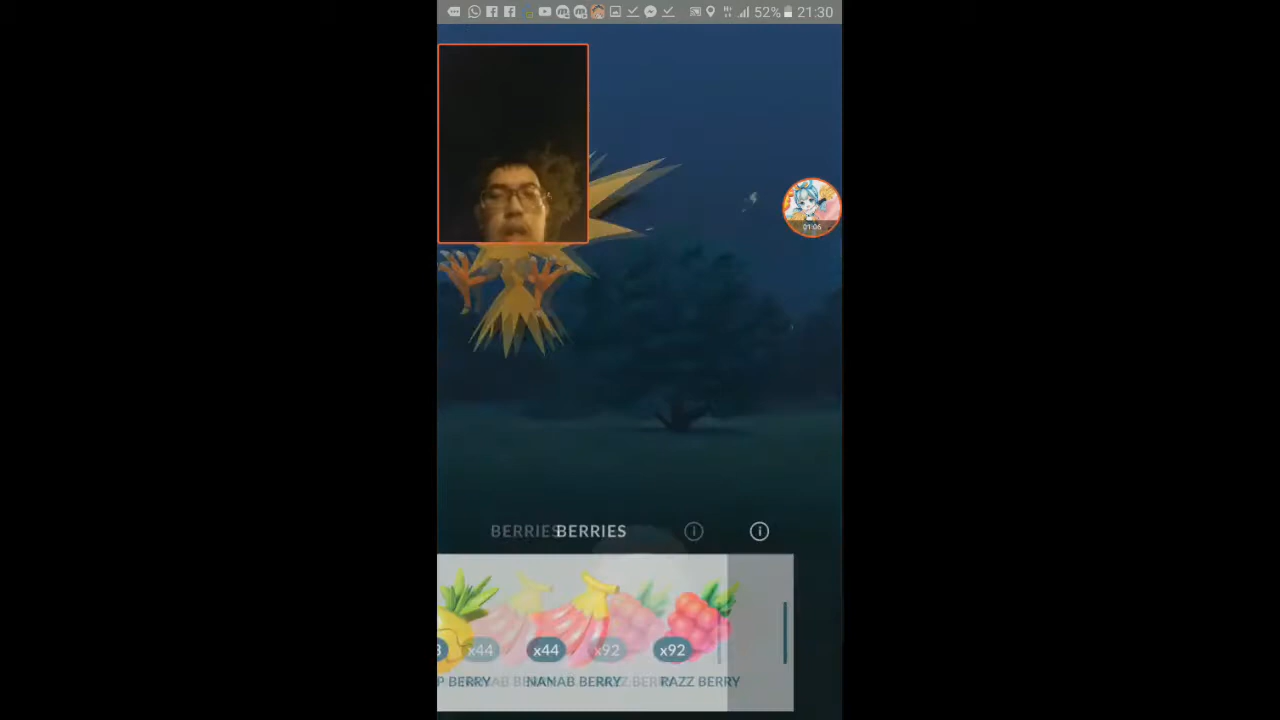 52% 21:30
01:06
BERRIES BERRIES
x44 x44 x92 x92
P BERRY NANAB BERRY RAZZ BERRY